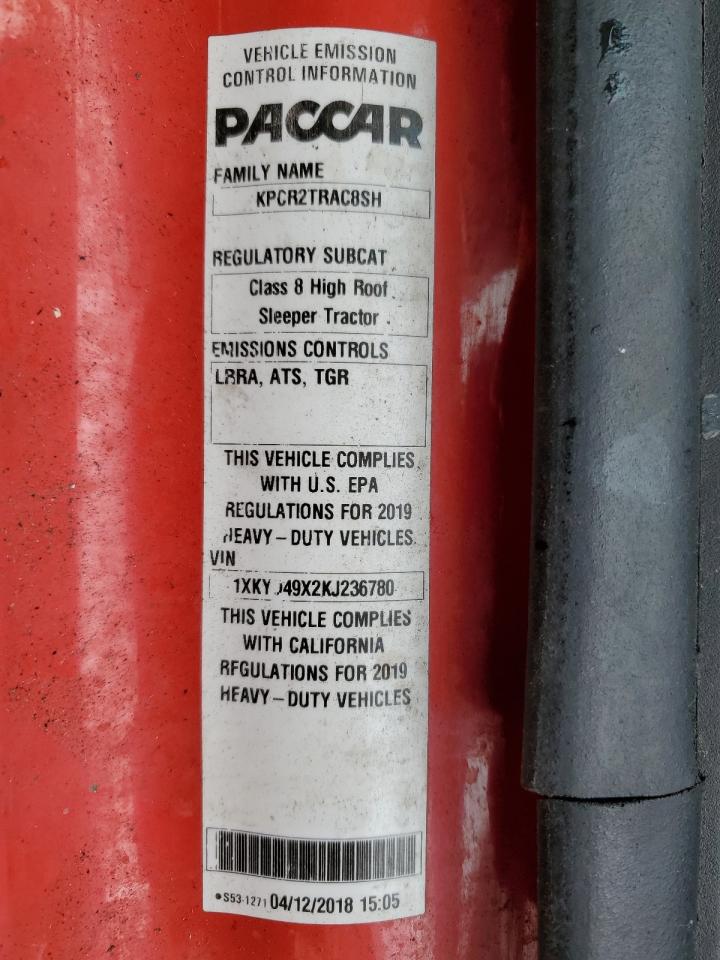 VEHICLE EMISSION
CONTROL INFORMATION
PACCAR
FAMILY NAME
KPCR2TRAC8SH
REGULATORY SUBCAT
Class 8 High Roof
Sleeper Tractor
EMISSIONS CONTROLS
LRRA, ATS, TGR
THIS VEHICLE COMPLIES
WITH U.S. EPA
REGULATIONS FOR 2019
HEAVY-DUTY VEHICLES
VIN
THIS VEHICLE COMPLIES
WITH CALIFORNIA
REGULATIONS FOR 2019
HEAVY-DUTY VEHICLES
S53-1271 04/12/2018 15:05